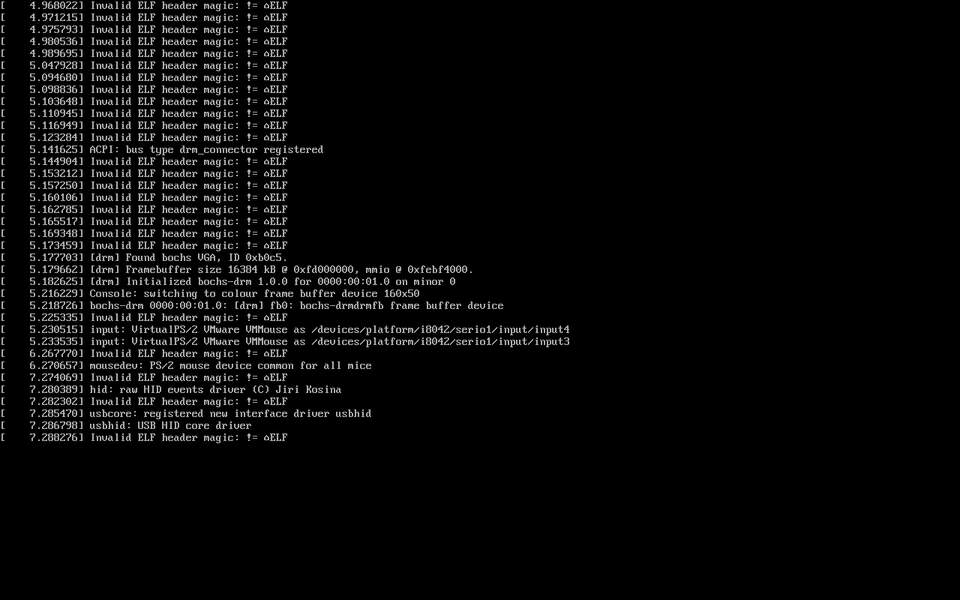 [    4.968022] Invalid ELF header magic: != ⌂ELF
[    4.971215] Invalid ELF header magic: != ⌂ELF
[    4.975793] Invalid ELF header magic: != ⌂ELF
[    4.980536] Invalid ELF header magic: != ⌂ELF
[    4.989695] Invalid ELF header magic: != ⌂ELF
[    5.047928] Invalid ELF header magic: != ⌂ELF
[    5.094680] Invalid ELF header magic: != ⌂ELF
[    5.098836] Invalid ELF header magic: != ⌂ELF
[    5.103648] Invalid ELF header magic: != ⌂ELF
[    5.110945] Invalid ELF header magic: != ⌂ELF
[    5.116949] Invalid ELF header magic: != ⌂ELF
[    5.123284] Invalid ELF header magic: != ⌂ELF
[    5.141625] ACPI: bus type drm_connector registered
[    5.144904] Invalid ELF header magic: != ⌂ELF
[    5.153212] Invalid ELF header magic: != ⌂ELF
[    5.157250] Invalid ELF header magic: != ⌂ELF
[    5.160106] Invalid ELF header magic: != ⌂ELF
[    5.162785] Invalid ELF header magic: != ⌂ELF
[    5.165517] Invalid ELF header magic: != ⌂ELF
[    5.169348] Invalid ELF header magic: != ⌂ELF
[    5.173459] Invalid ELF header magic: != ⌂ELF
[    5.177703] [drm] Found bochs VGA, ID 0xb0c5.
[    5.179662] [drm] Framebuffer size 16384 kB @ 0xfd000000, mmio @ 0xfebf4000.
[    5.182625] [drm] Initialized bochs-drm 1.0.0 for 0000:00:01.0 on minor 0
[    5.216229] Console: switching to colour frame buffer device 160x50
[    5.218726] bochs-drm 0000:00:01.0: [drm] fb0: bochs-drmdrmfb frame buffer device
[    5.225335] Invalid ELF header magic: != ⌂ELF
[    5.230515] input: VirtualPS/2 VMware VMMouse as /devices/platform/i8042/serio1/input/input4
[    5.233535] input: VirtualPS/2 VMware VMMouse as /devices/platform/i8042/serio1/input/input3
[    6.267770] Invalid ELF header magic: != ⌂ELF
[    6.270657] mousedev: PS/2 mouse device common for all mice
[    7.274069] Invalid ELF header magic: != ⌂ELF
[    7.280389] hid: raw HID events driver (C) Jiri Kosina
[    7.282302] Invalid ELF header magic: != ⌂ELF
[    7.285470] usbcore: registered new interface driver usbhid
[    7.286798] usbhid: USB HID core driver
[    7.288276] Invalid ELF header magic: != ⌂ELF